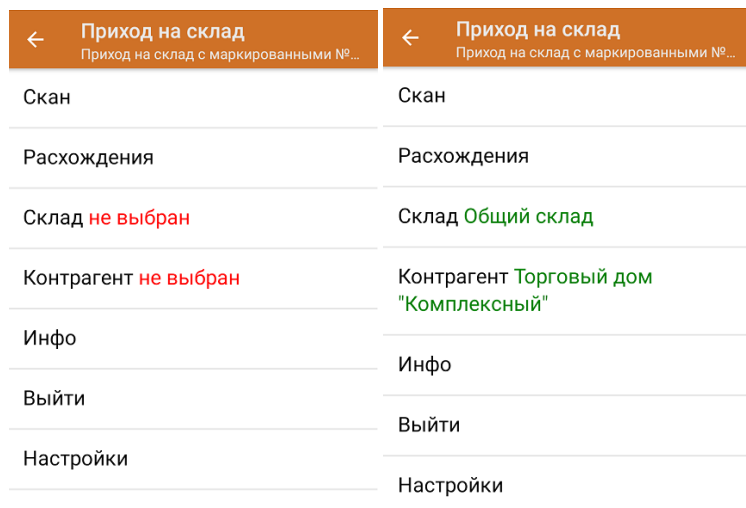 Приход на склад
Приход на склад с маркированными №...
Скан
Расхождения
Склад не выбран
Контрагент не выбран
Инфо
Выйти
Настройки
Приход на склад
Приход на склад с маркированными №...
Скан
Расхождения
Склад Общий склад
Контрагент Торговый дом
"Комплексный"
Инфо
Выйти
Настройки